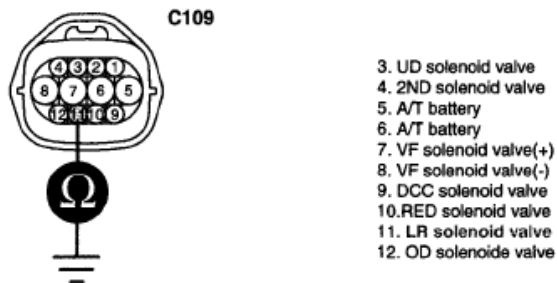 C109
4 3 2 1
8 7 6 5
12 11 10 9
Ω
3. UD solenoid valve
4. 2ND solenoid valve
5. A/T battery
6. A/T battery
7. VF solenoid valve(+)
8. VF solenoid valve(-)
9. DCC solenoid valve
10.RED solenoid valve
11. LR solenoid valve
12. OD solenoide valve